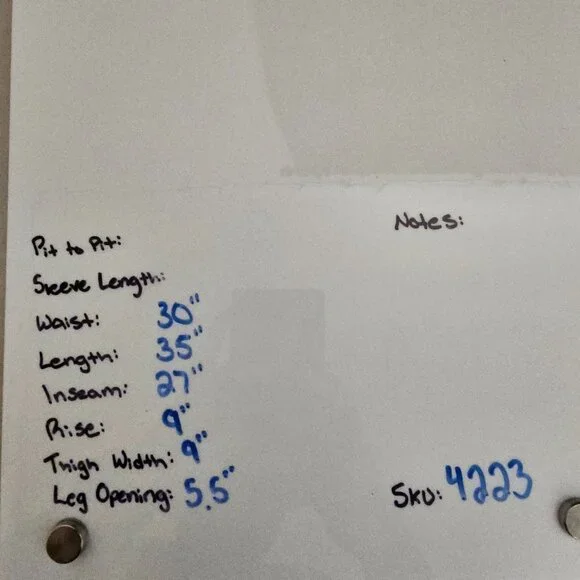 Notes:
Pit to Pit:
Sleeve Length:
Waist: 30"
Length: 35"
Inseam: 27"
Rise: 9"
Thigh Width: 9"
Leg Opening: 5.5"
SKU: 4223